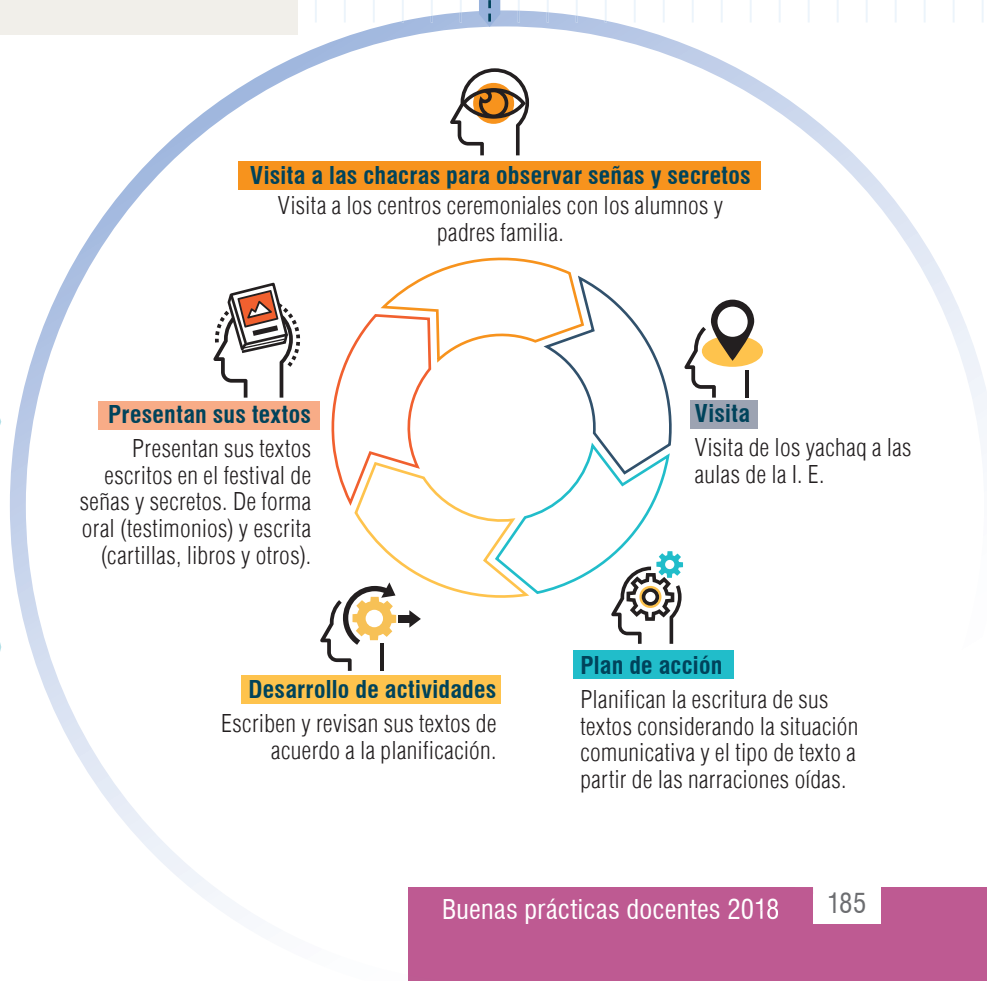 Visita a las chacras para observar señas y secretos
Visita a los centros ceremoniales con los alumnos y
padres familia.
Visita
Visita de los yachaq a las
aulas de la I. E.
Plan de acción
Planifican la escritura de sus
textos considerando la situación
comunicativa y el tipo de texto a
partir de las narraciones oídas.
Desarrollo de actividades
Escriben y revisan sus textos de
acuerdo a la planificación.
Presentan sus textos
Presentan sus textos
escritos en el festival de
señas y secretos. De forma
oral (testimonios) y escrita
(cartillas, libros y otros).
Buenas prácticas docentes 2018
185